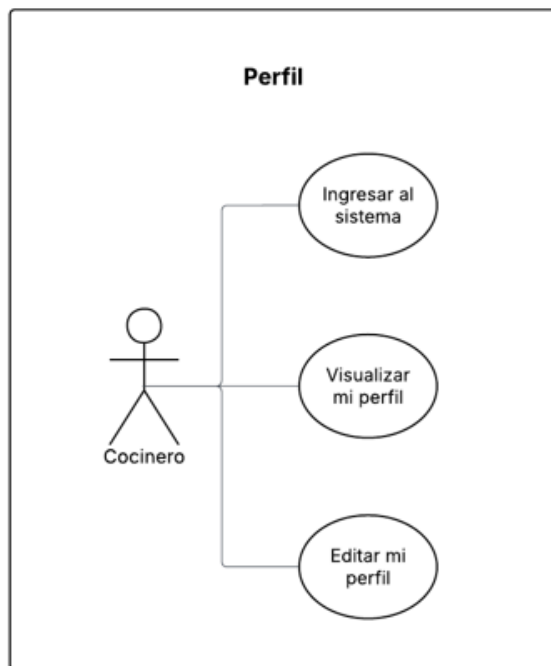 Perfil
Ingresar al
sistema
Visualizar
mi perfil
Cocinero
Editar mi
perfil